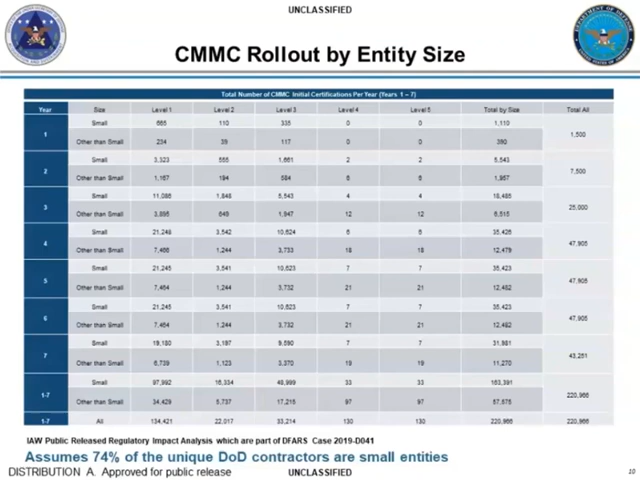 UNCLASSIFIED
CMMC Rollout by Entity Size
Total Number of CMMC Initial Certifications Per Year (Years 1 – 7)
Year Size Level 1 Level 2 Level 3 Level 4 Level 5 Total by Size Total All
1 Small 665 110 335 0 0 1,110 1,500
Other than Small 234 39 117 0 0 390
2 Small 3,323 555 1,661 2 2 5,543 7,500
Other than Small 1,167 194 584 6 6 1,957
3 Small 11,086 1,848 5,543 4 4 18,485 25,000
Other than Small 3,895 649 1,947 12 12 6,515
4 Small 21,248 3,542 10,624 6 6 35,426 47,905
Other than Small 7,466 1,244 3,733 18 18 12,479
5 Small 21,245 3,541 10,623 7 7 35,423 47,905
Other than Small 7,464 1,244 3,732 21 21 12,482
6 Small 21,245 3,541 10,623 7 7 35,423 47,905
Other than Small 7,464 1,244 3,732 21 21 12,482
7 Small 19,180 3,197 9,590 7 7 31,981 43,251
Other than Small 6,739 1,123 3,370 19 19 11,270
1-7 Small 97,992 16,334 48,999 33 33 163,391 220,966
Other than Small 34,429 5,737 17,215 97 97 57,575
1-7 All 134,421 22,017 33,214 130 130 220,966 220,966
IAW Public Released Regulatory Impact Analysis which are part of DFARS Case 2019-D041
Assumes 74% of the unique DoD contractors are small entities
DISTRIBUTION A. Approved for public release UNCLASSIFIED 10